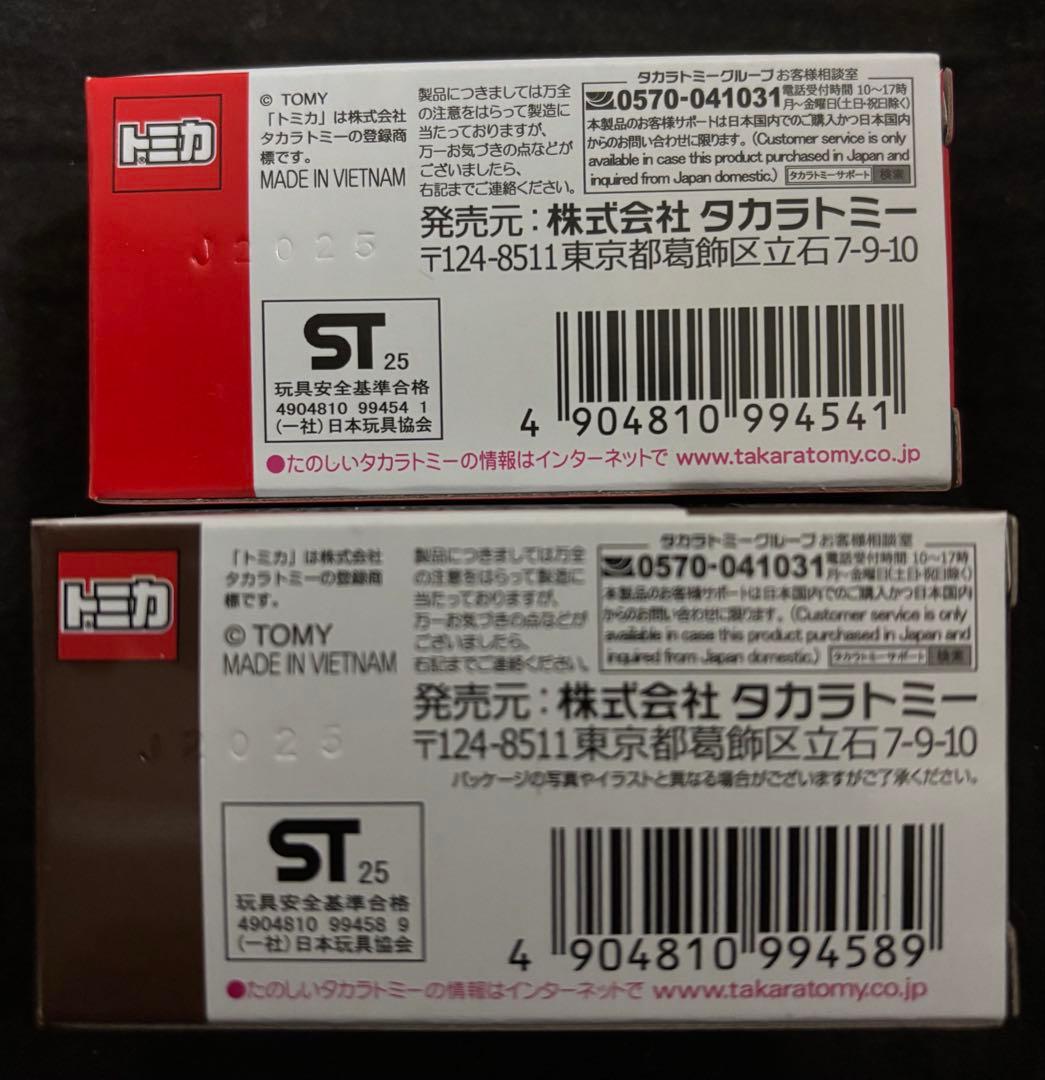 トミカ
© TOMY
「トミカ」は株式会社
タカラトミーの登録商
標です。
MADE IN VIETNAM
製品につきましては万全
の注意をはらって製造に
当たっておりますが、
万一お気づきの点などが
ございましたら、
右記までご連絡ください。
タカラトミーグループ お客様相談室
0570-041031 電話受付時間 10〜17時
月〜金曜日(土日・祝日除く)
本製品のお客様サポートは日本国内でのご購入かつ日本国内
からのお問い合わせに限ります。(Customer service is only
available in case this product purchased in Japan and
inquired from Japan domestic.) タカラトミーサポート 検索
発売元:株式会社 タカラトミー
〒124-8511 東京都葛飾区立石7-9-10
J2025
ST 25
玩具安全基準合格
4904810 99454 1
(一社)日本玩具協会
4 904810 994541
●たのしいタカラトミーの情報はインターネットで www.takaratomy.co.jp
トミカ
「トミカ」は株式会社
タカラトミーの登録商
標です。
© TOMY
MADE IN VIETNAM
製品につきましては万全
の注意をはらって製造に
当たっておりますが、
万一お気づきの点などが
ございましたら、
右記までご連絡ください。
タカラトミーグループ お客様相談室
0570-041031 電話受付時間 10〜17時
月〜金曜日(土日・祝日除く)
本製品のお客様サポートは日本国内でのご購入かつ日本国内
からのお問い合わせに限ります。(Customer service is only
available in case this product purchased in Japan and
inquired from Japan domestic.) タカラトミーサポート 検索
発売元:株式会社 タカラトミー
〒124-8511 東京都葛飾区立石7-9-10
パッケージの写真やイラストと異なる場合がございますがご了承ください。
J2025
ST 25
玩具安全基準合格
4904810 99458 9
(一社)日本玩具協会
4 904810 994589
●たのしいタカラトミーの情報はインターネットで www.takaratomy.co.jp